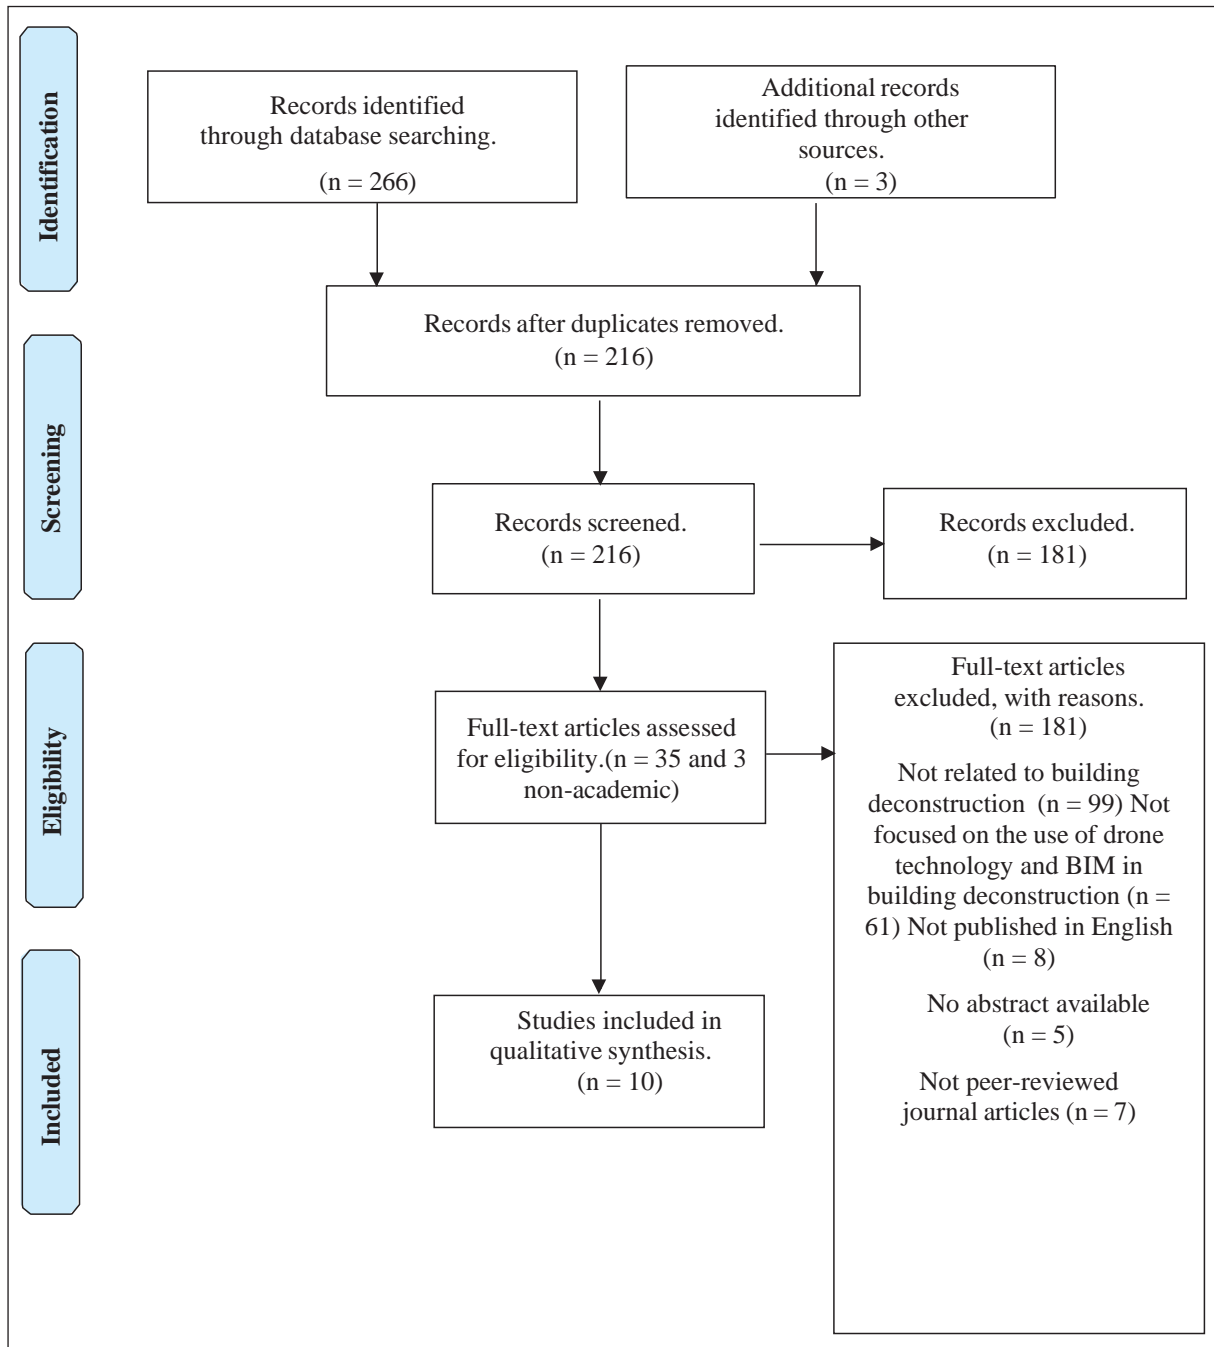 Identification
Records identified
through database searching.
(n = 266)
Additional records
identified through other
sources.
(n = 3)
Records after duplicates removed.
(n = 216)
Screening
Records screened.
(n = 216)
Records excluded.
(n = 181)
Eligibility
Full-text articles assessed
for eligibility.(n = 35 and 3
non-academic)
Full-text articles
excluded, with reasons.
(n = 181)
Not related to building
deconstruction (n = 99) Not
focused on the use of drone
technology and BIM in
building deconstruction (n =
61) Not published in English
(n = 8)
No abstract available
(n = 5)
Not peer-reviewed
journal articles (n = 7)
Included
Studies included in
qualitative synthesis.
(n = 10)